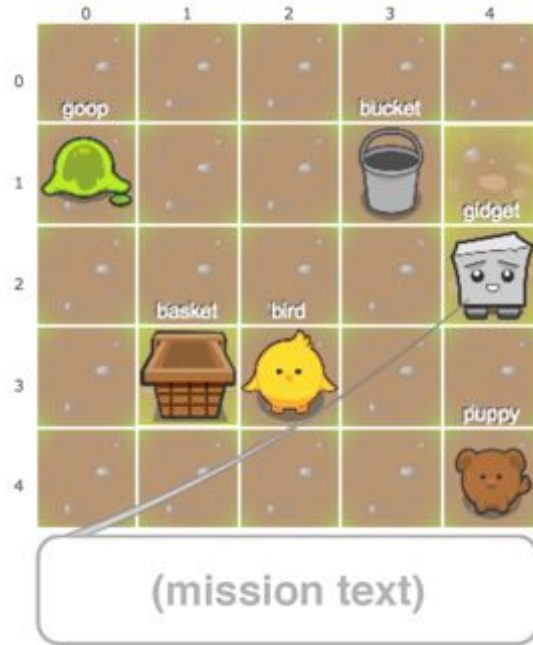 0 1 2 3 4
0
goop bucket
1
gidget
2
basket bird
3
puppy
4
(mission text)